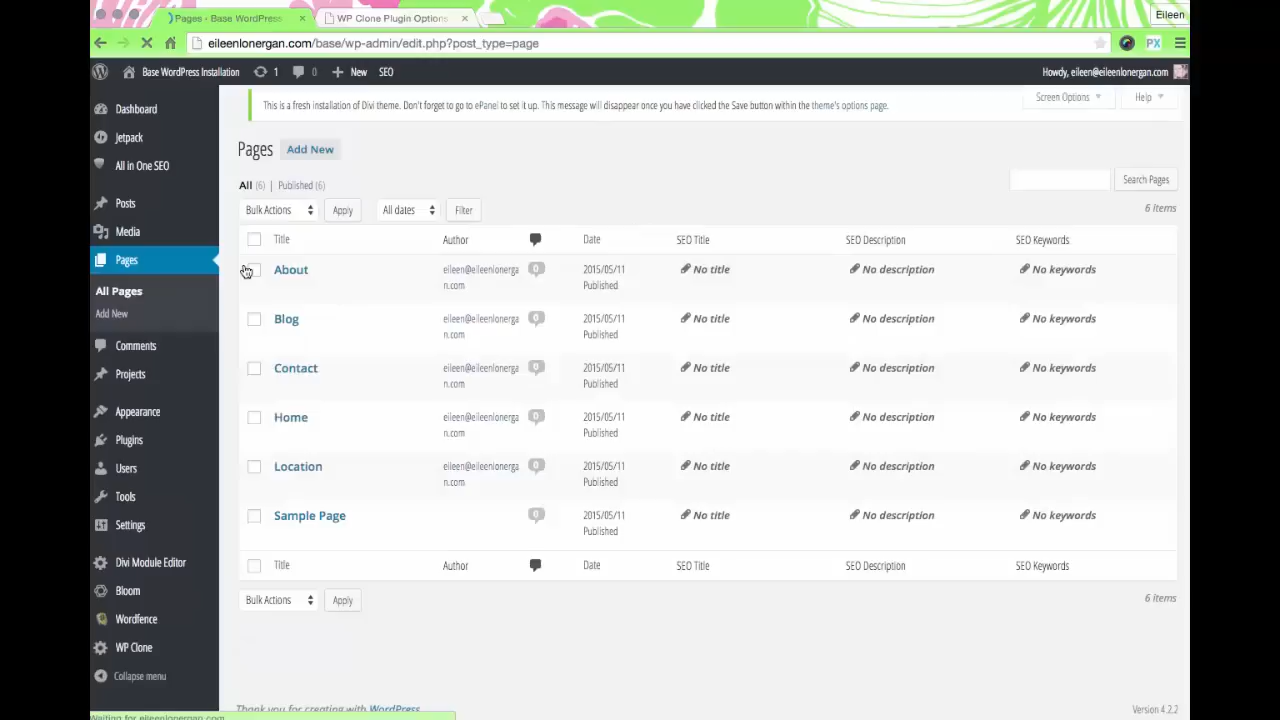 Pages - Base WordPress
WP Clone Plugin Options
Eileen
eileenlonergan.com/base/wp-admin/edit.php?post_type=page
PX
Base WordPress Installation 1 0 New SEO
Howdy, eileen@eileenlonergan.com
Dashboard
Jetpack
All in One SEO
Posts
Media
Pages
All Pages
Add New
Comments
Projects
Appearance
Plugins
Users
Tools
Settings
Divi Module Editor
Bloom
Wordfence
WP Clone
Collapse menu
This is a fresh installation of Divi theme. Don't forget to go to ePanel to set it up. This message will disappear once you have clicked the Save button within the theme's options page.
Screen Options Help
Pages Add New
All (6) | Published (6)
Search Pages
Bulk Actions Apply All dates Filter
6 items
Title Author Date SEO Title SEO Description SEO Keywords
About eileen@eileenlonerga 0 2015/05/11 No title No description No keywords
n.com Published
Blog eileen@eileenlonerga 0 2015/05/11 No title No description No keywords
n.com Published
Contact eileen@eileenlonerga 0 2015/05/11 No title No description No keywords
n.com Published
Home eileen@eileenlonerga 0 2015/05/11 No title No description No keywords
n.com Published
Location eileen@eileenlonerga 0 2015/05/11 No title No description No keywords
n.com Published
Sample Page 0 2015/05/11 No title No description No keywords
Published
Title Author Date SEO Title SEO Description SEO Keywords
Bulk Actions Apply
6 items
Thank you for creating with WordPress
Version 4.2.2
Waiting for eileenlonergan.com